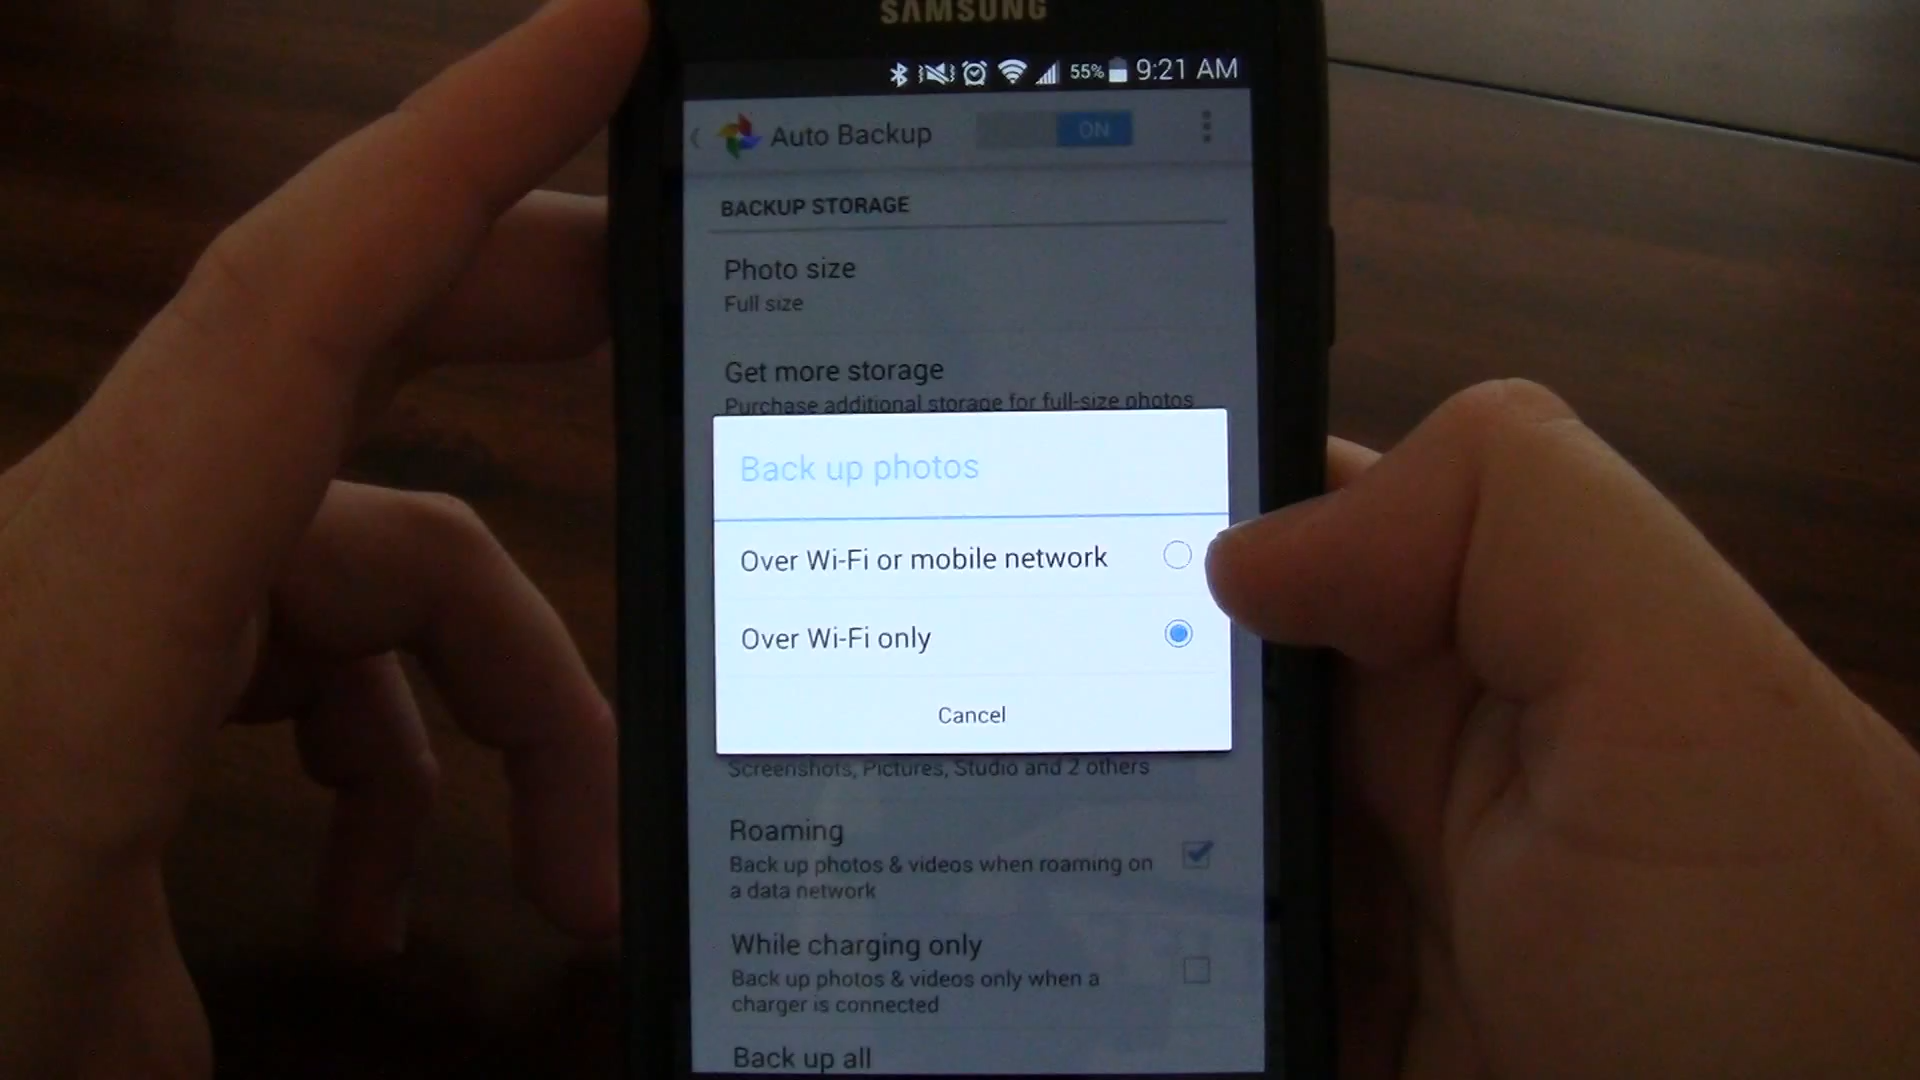 SAMSUNG
55% 9:21 AM
Auto Backup ON
BACKUP STORAGE
Photo size
Full size
Get more storage
Purchase additional storage for full-size photos
Back up photos
Over Wi-Fi or mobile network
Over Wi-Fi only
Cancel
Screenshots, Pictures, Studio and 2 others
Roaming
Back up photos & videos when roaming on
a data network
While charging only
Back up photos & videos only when a
charger is connected
Back up all